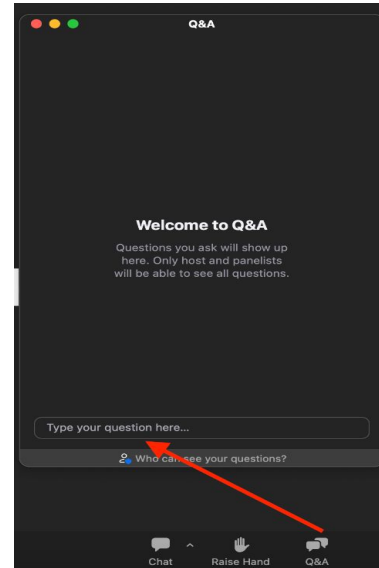 Q&A
Welcome to Q&A
Questions you ask will show up
here. Only host and panelists
will be able to see all questions.
Type your question here...
Who can see your questions?
Chat Raise Hand Q&A